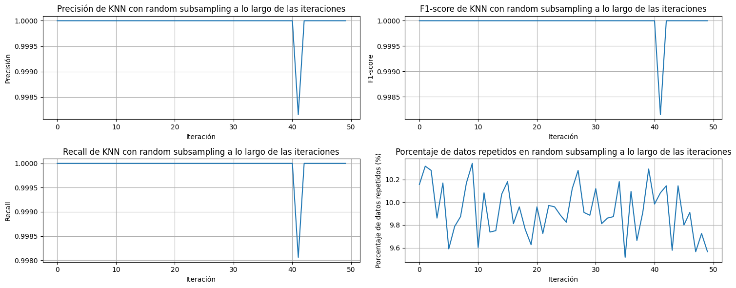 Precisión de KNN con random subsampling a lo largo de las iteraciones
1.0000
0.9995
0.9990
0.9985
Precisión
0 10 20 30 40 50
Iteración
F1-score de KNN con random subsampling a lo largo de las iteraciones
1.0000
0.9995
0.9990
0.9985
F1-score
0 10 20 30 40 50
Iteración
Recall de KNN con random subsampling a lo largo de las iteraciones
1.0000
0.9995
0.9990
0.9985
0.9980
Recall
0 10 20 30 40 50
Iteración
Porcentaje de datos repetidos en random subsampling a lo largo de las iteraciones
10.2
10.0
9.8
9.6
Porcentaje de datos repetidos (%)
0 10 20 30 40 50
Iteración